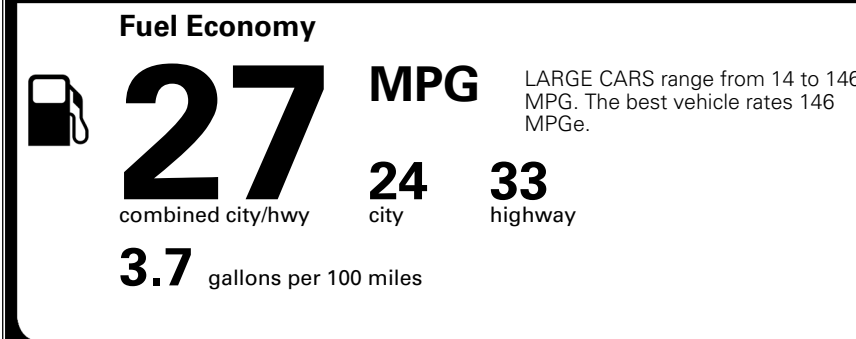 Fuel Economy
27 MPG
LARGE CARS range from 14 to 146
MPG. The best vehicle rates 146
MPGe.
24 33
combined city/hwy city highway
3.7 gallons per 100 miles